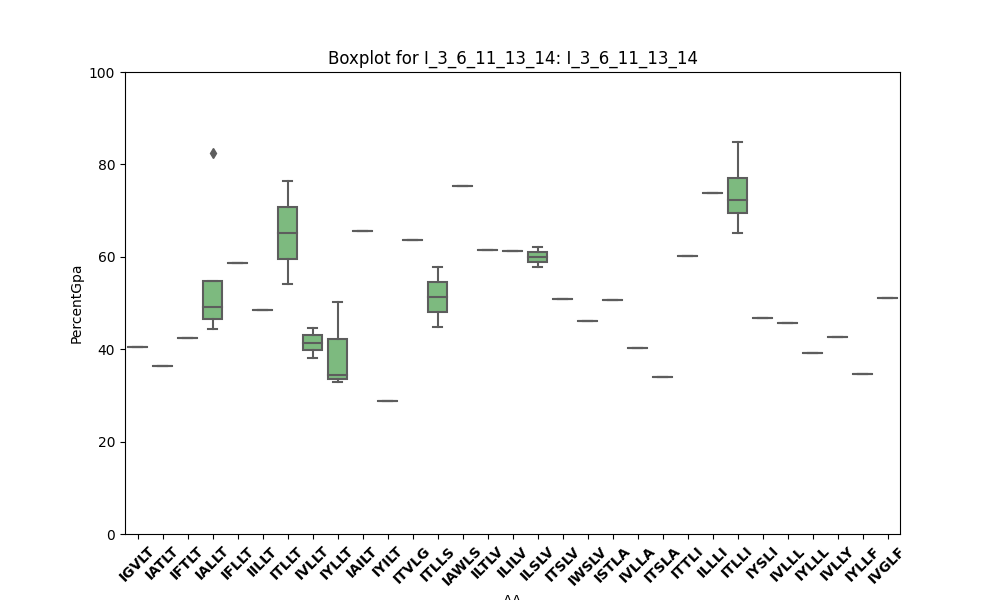 Boxplot for I_3_6_11_13_14: I_3_6_11_13_14
100
80
60
40
20
0
PercentGpa
IGVLT IATLT IFTLT IALLT IFLLT IILLT ITLLT IVLLT IYLLT IAILT IYILT ITVLG ITLLS IAWLS ILTLV ILILV ILSLV ITSLV IWSLV ISTLA IVLLA ITSLA ITTLI ILLLI ITLLI IYSLI IVLLL IYLLL IVLLY IYLLF IVGLF
AA